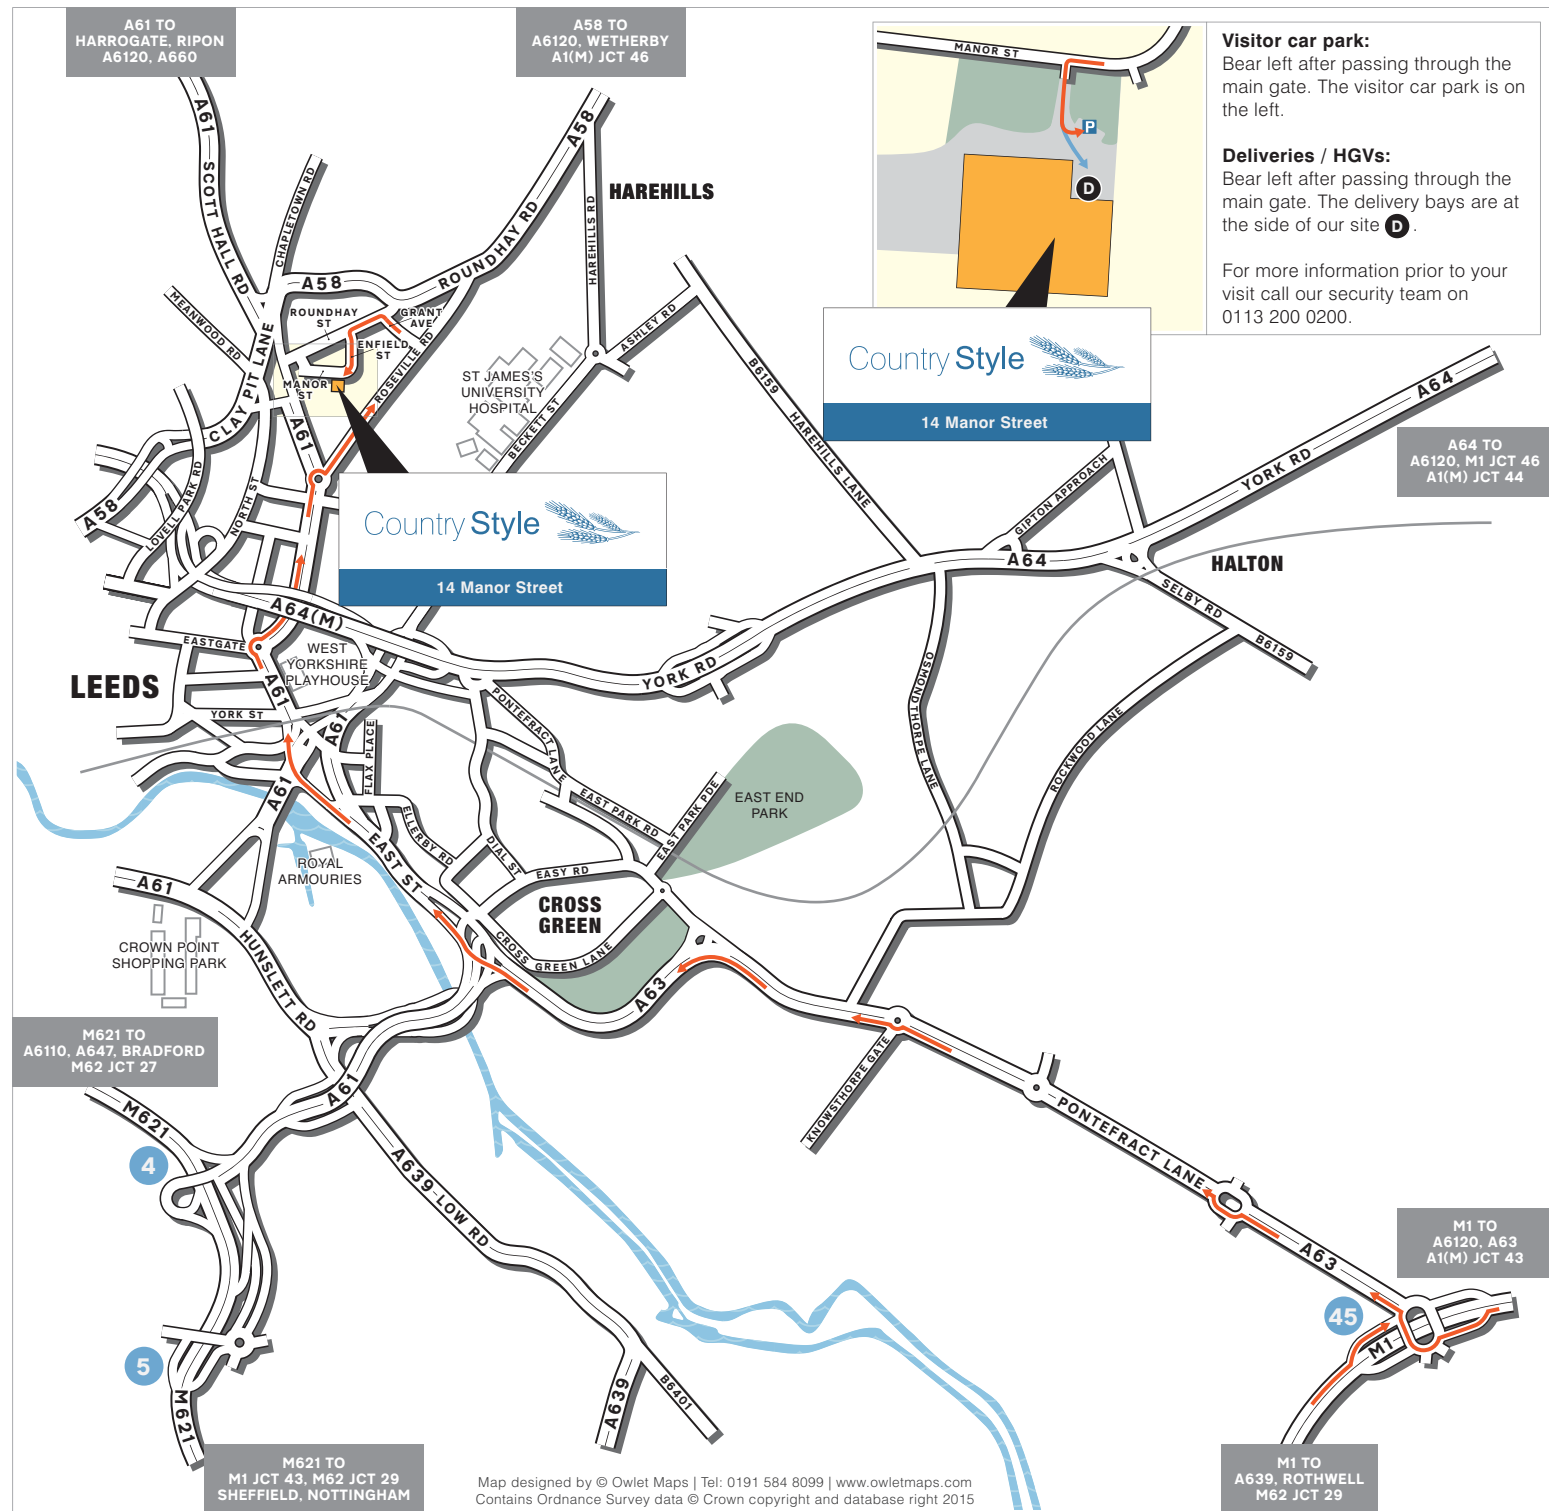 A61 TO
HARROGATE, RIPON
A6120, A660
A58 TO
A6120, WETHERBY
A1(M) JCT 46
MANOR ST
P
D
Country Style
14 Manor Street
Visitor car park:
Bear left after passing through the
main gate. The visitor car park is on
the left.
Deliveries / HGVs:
Bear left after passing through the
main gate. The delivery bays are at
the side of our site D .
For more information prior to your
visit call our security team on
0113 200 0200.
A61
SCOTT HALL RD
CHAPELTOWN RD
A58
ROUNDHAY RD
A58
HAREHILLS
HAREHILLS RD
MEANWOOD RD
ROUNDHAY
ST
GRANT
AVE
ENFIELD
ST
MANOR
ST
ROSEVILLE RD
CLAY PIT LANE
A61
ASHLEY RD
ST JAMES'S
UNIVERSITY
HOSPITAL
BECKETT ST
B6159
HAREHILLS LANE
A64
YORK RD
A64 TO
A6120, M1 JCT 46
A1(M) JCT 44
GIPTON APPROACH
A58
LOVELL PARK RD
NORTH ST
Country Style
14 Manor Street
A64
HALTON
SELBY RD
B6159
A64(M)
EASTGATE
WEST
YORKSHIRE
PLAYHOUSE
LEEDS
A61
YORK ST
A61
YORK RD
OSMONDTHORPE LANE
ROCKWOOD LANE
PONTEFRACT LANE
FLAX PLACE
A61
EAST PARK RD
EAST PARK PDE
EAST END
PARK
ELLERBY RD
EAST ST
DIAL ST
EASY RD
ROYAL
ARMOURIES
CROSS
GREEN
CROSS GREEN LANE
A61
CROWN POINT
SHOPPING PARK
HUNSLETT RD
A63
KNOWSTHORPE GATE
PONTEFRACT LANE
M621 TO
A6110, A647, BRADFORD
M62 JCT 27
M621
A61
4
A639
LOW RD
A63
M1 TO
A6120, A63
A1(M) JCT 43
45
M1
5
M621
A639
B6401
M621 TO
M1 JCT 43, M62 JCT 29
SHEFFIELD, NOTTINGHAM
M1 TO
A639, ROTHWELL
M62 JCT 29
Map designed by © Owlet Maps | Tel: 0191 584 8099 | www.owletmaps.com
Contains Ordnance Survey data © Crown copyright and database right 2015